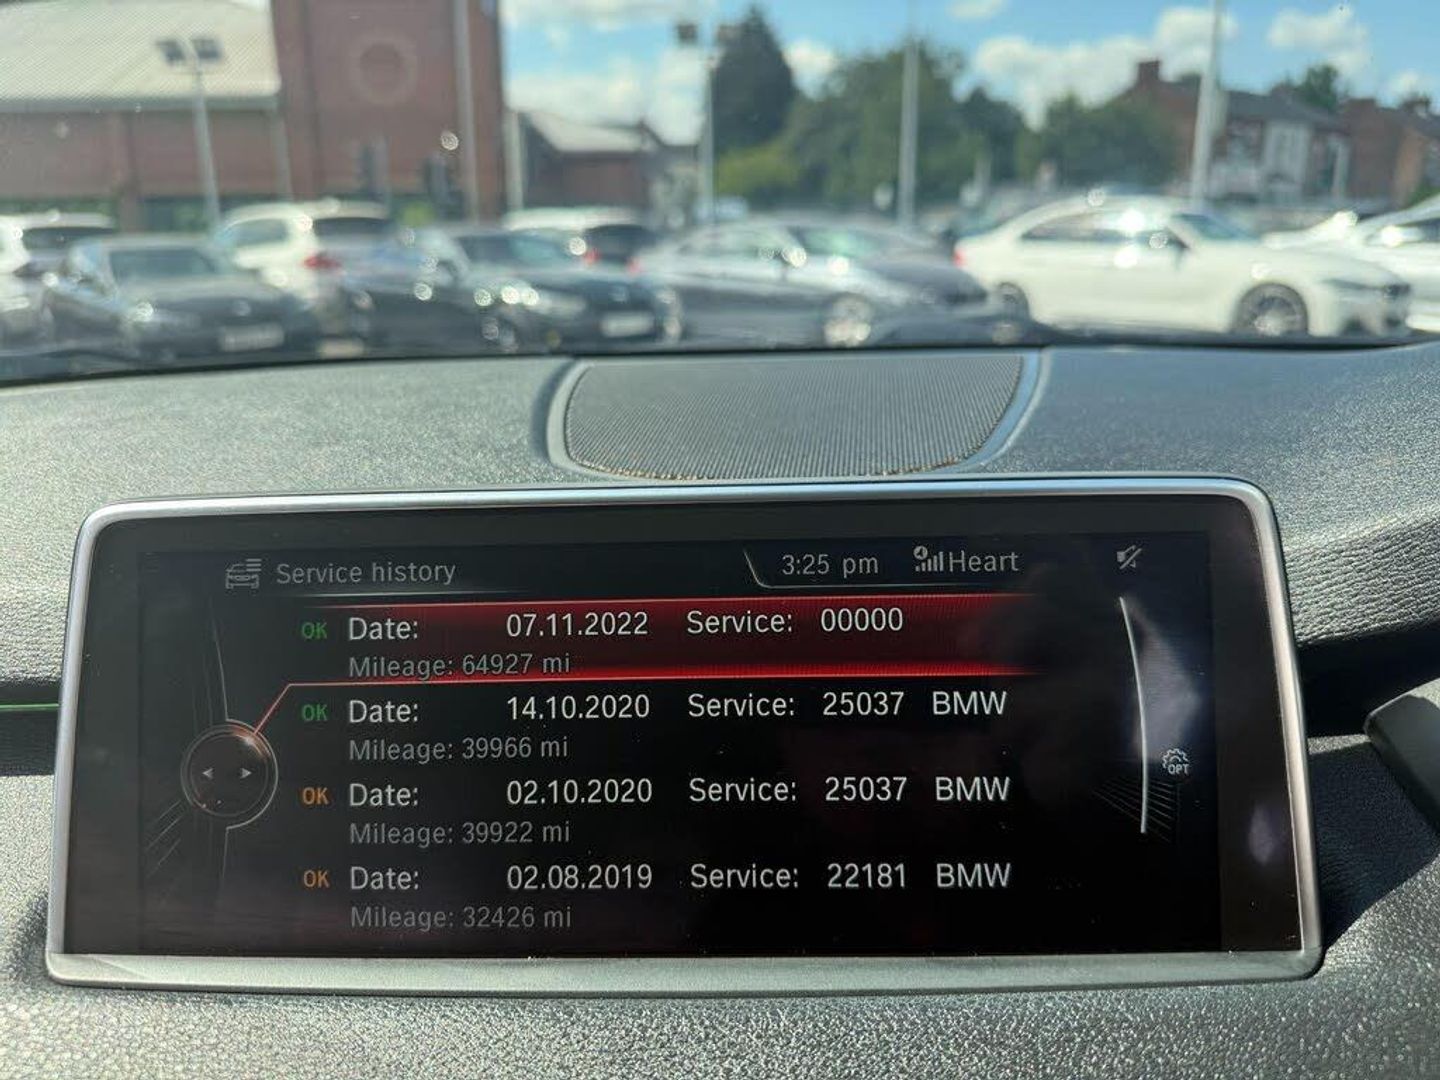 Service history 3:25 pm Heart
OK Date: 07.11.2022 Service: 00000
Mileage: 64927 mi
OK Date: 14.10.2020 Service: 25037 BMW
Mileage: 39966 mi
OK Date: 02.10.2020 Service: 25037 BMW
Mileage: 39922 mi
OPT
OK Date: 02.08.2019 Service: 22181 BMW
Mileage: 32426 mi